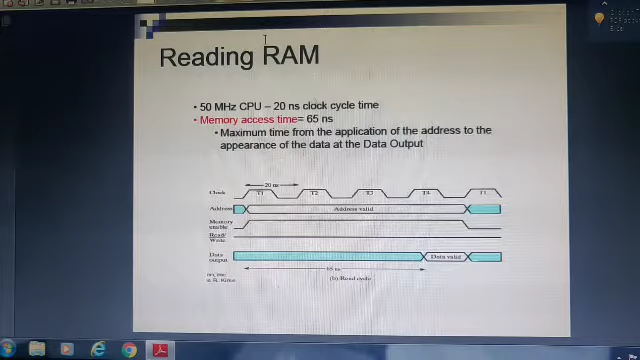 Reading RAM
• 50 MHz CPU – 20 ns clock cycle time
• Memory access time= 65 ns
• Maximum time from the application of the address to the
appearance of the data at the Data Output
20 ns
Clock T1 T2 T3 T4 T1
Address Address valid
Memory
enable
Read/
Write
Data
output Data valid
65 ns
(b) Read cycle